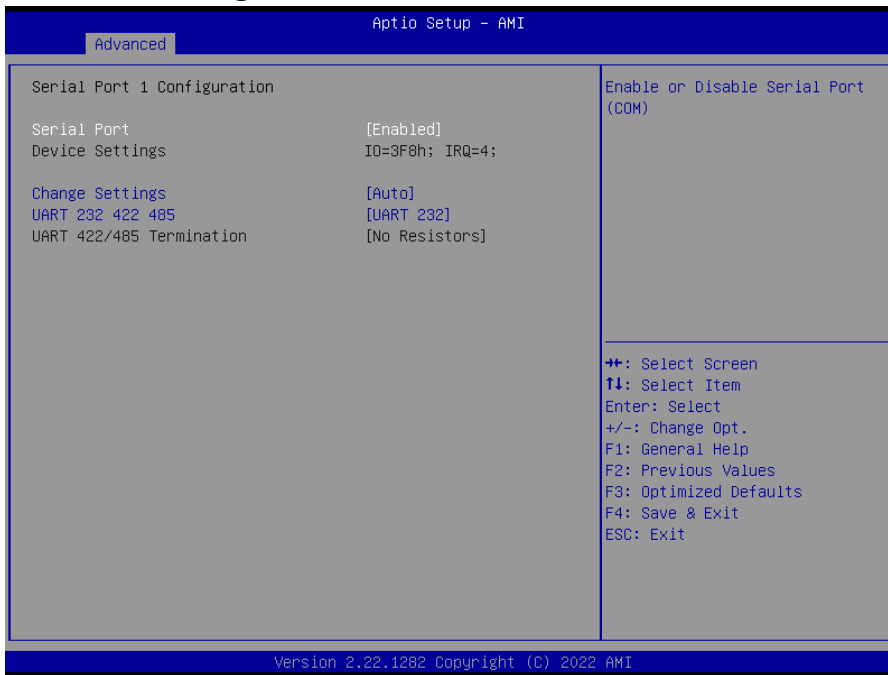 Aptio Setup – AMI
Advanced
Serial Port 1 Configuration
Serial Port [Enabled]
Device Settings IO=3F8h; IRQ=4;
Change Settings [Auto]
UART 232 422 485 [UART 232]
UART 422/485 Termination [No Resistors]
Enable or Disable Serial Port
(COM)
→←: Select Screen
↑↓: Select Item
Enter: Select
+/-: Change Opt.
F1: General Help
F2: Previous Values
F3: Optimized Defaults
F4: Save & Exit
ESC: Exit
Version 2.22.1282 Copyright (C) 2022 AMI